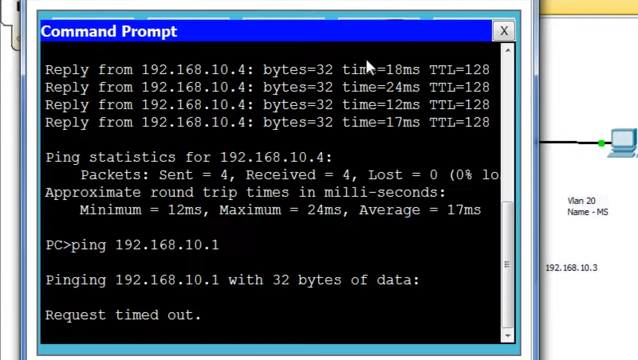 Command Prompt
X
Reply from 192.168.10.4: bytes=32 time=18ms TTL=128
Reply from 192.168.10.4: bytes=32 time=24ms TTL=128
Reply from 192.168.10.4: bytes=32 time=12ms TTL=128
Reply from 192.168.10.4: bytes=32 time=17ms TTL=128
Ping statistics for 192.168.10.4:
Packets: Sent = 4, Received = 4, Lost = 0 (0% lo
Approximate round trip times in milli-seconds:
Minimum = 12ms, Maximum = 24ms, Average = 17ms
PC>ping 192.168.10.1
Pinging 192.168.10.1 with 32 bytes of data:
Request timed out.
Vlan 20
Name - MS
192.168.10.3